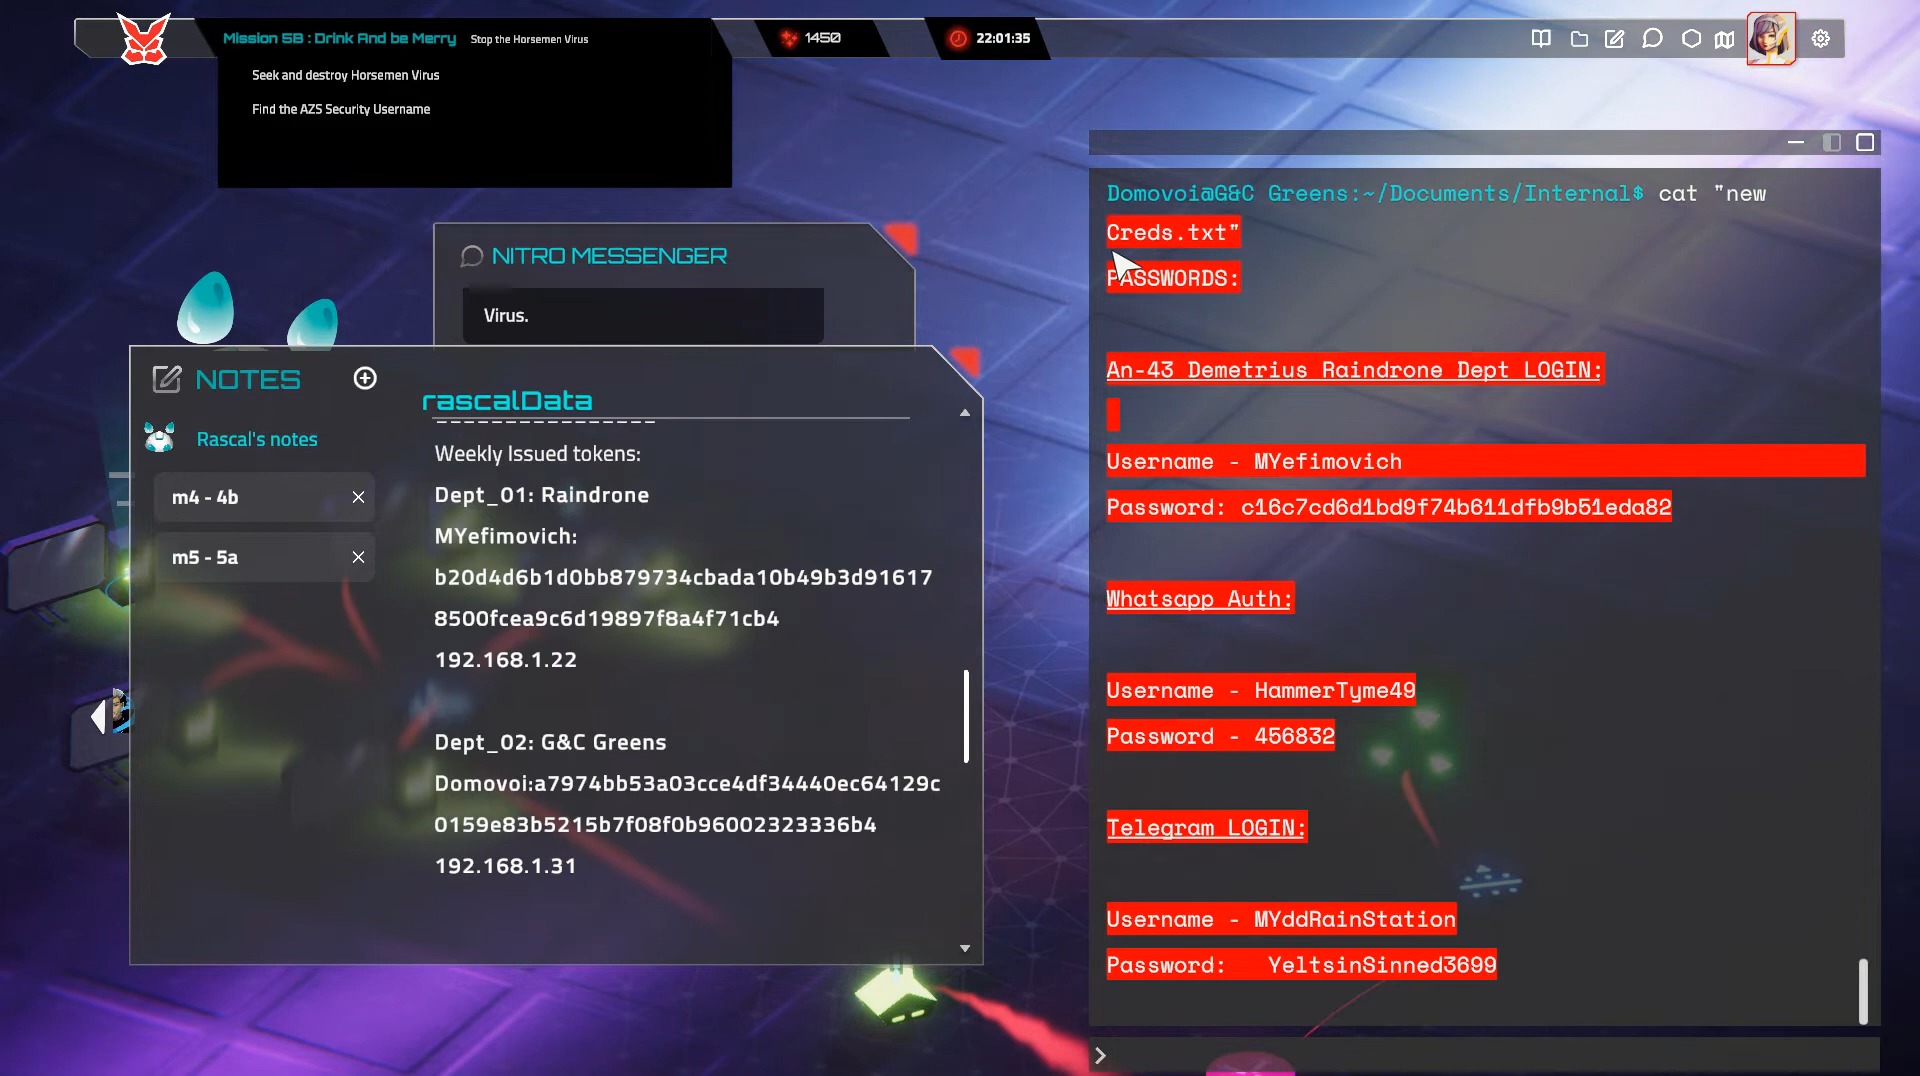 Mission 5B : Drink And be Merry Stop the Horsemen Virus
1450
22:01:35
Seek and destroy Horsemen Virus
Find the AZS Security Username
NITRO MESSENGER
Virus.
NOTES
Rascal's notes
m4 - 4b
m5 - 5a
rascalData
Weekly Issued tokens:
Dept_01: Raindrone
MYefimovich:
b20d4d6b1d0bb879734cbada10b49b3d91617
8500fcea9c6d19897f8a4f71cb4
192.168.1.22
Dept_02: G&C Greens
Domovoi:a7974bb53a03cce4df34440ec64129c
0159e83b5215b7f08f0b96002323336b4
192.168.1.31
Domovoi@G&C Greens:~/Documents/Internal$ cat "new
Creds.txt"
PASSWORDS:
An-43 Demetrius Raindrone Dept LOGIN:
Username - MYefimovich
Password: c16c7cd6d1bd9f74b611dfb9b51eda82
Whatsapp Auth:
Username - HammerTyme49
Password - 456832
Telegram LOGIN:
Username - MYddRainStation
Password:   YeltsinSinned3699
>